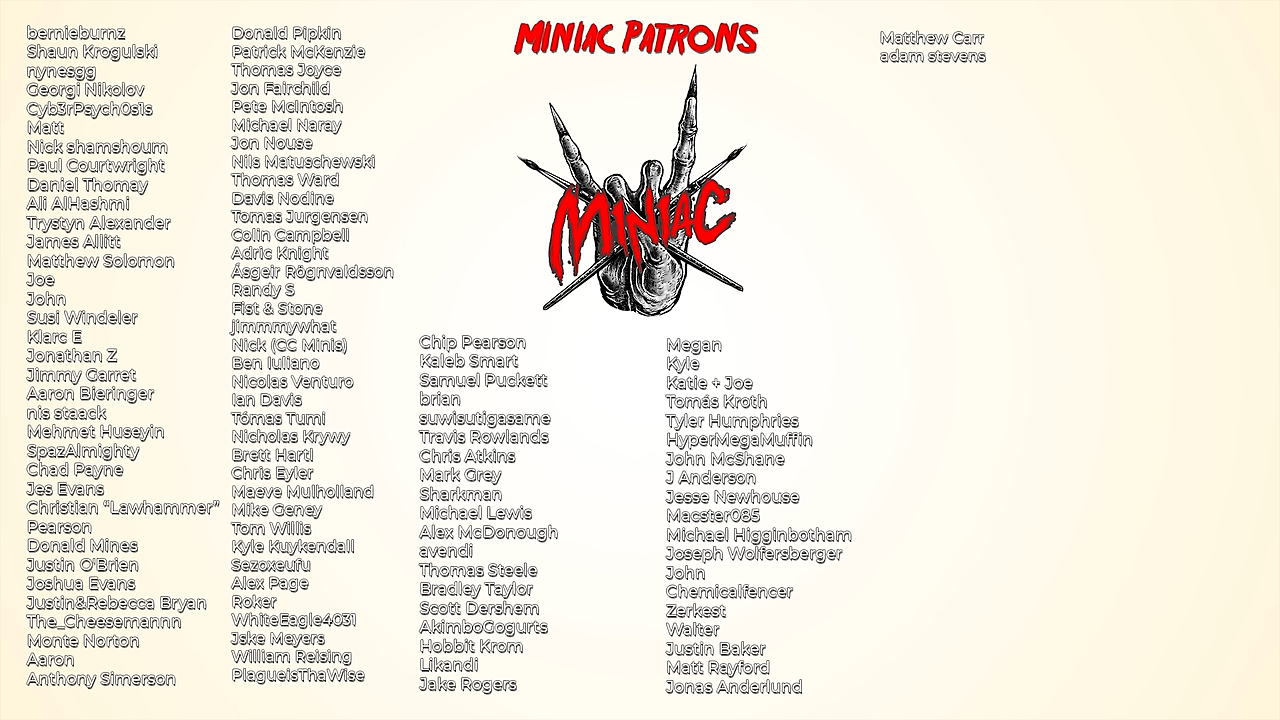 bernieburnz
Shaun Krogulski
nynesgg
Georgi Nikolov
Cyb3rPsych0s1s
Matt
Nick shamshoum
Paul Courtwright
Daniel Thomay
Ali AlHashmi
Trystyn Alexander
James Allitt
Matthew Solomon
Joe
John
Susi Windeler
Klarc E
Jonathan Z
Jimmy Garret
Aaron Bieringer
nis staack
Mehmet Huseyin
SpazAlmighty
Chad Payne
Jes Evans
Christian “Lawhammer”
Pearson
Donald Mines
Justin O'Brien
Joshua Evans
Justin&Rebecca Bryan
The_Cheesemannn
Monte Norton
Aaron
Anthony Simerson
Donald Pipkin
Patrick McKenzie
Thomas Joyce
Jon Fairchild
Pete McIntosh
Michael Naray
Jon Nouse
Nils Matuschewski
Thomas Ward
Davis Nodine
Tomas Jurgensen
Colin Campbell
Adric Knight
Ásgeir Rögnvaldsson
Randy S
Fist & Stone
jimmmywhat
Nick (CC Minis)
Ben Iuliano
Nicolas Venturo
Ian Davis
Tómas Tumi
Nicholas Krywy
Brett Hartl
Chris Eyler
Maeve Mulholland
Mike Geney
Tom Willis
Kyle Kuykendall
Sezoxeufu
Alex Page
Roker
WhiteEagle4031
Jske Meyers
William Reising
PlagueisThaWise
MINIAC PATRONS
MINIAC
Chip Pearson
Kaleb Smart
Samuel Puckett
brian
suwisutigasame
Travis Rowlands
Chris Atkins
Mark Grey
Sharkman
Michael Lewis
Alex McDonough
avendi
Thomas Steele
Bradley Taylor
Scott Dershem
AkimboGogurts
Hobbit Krom
Likandi
Jake Rogers
Megan
Kyle
Katie + Joe
Tomás Kroth
Tyler Humphries
HyperMegaMuffin
John McShane
J Anderson
Jesse Newhouse
Macster085
Michael Higginbotham
Joseph Wolfersberger
John
Chemicalfencer
Zerkest
Walter
Justin Baker
Matt Rayford
Jonas Anderlund
Matthew Carr
adam stevens